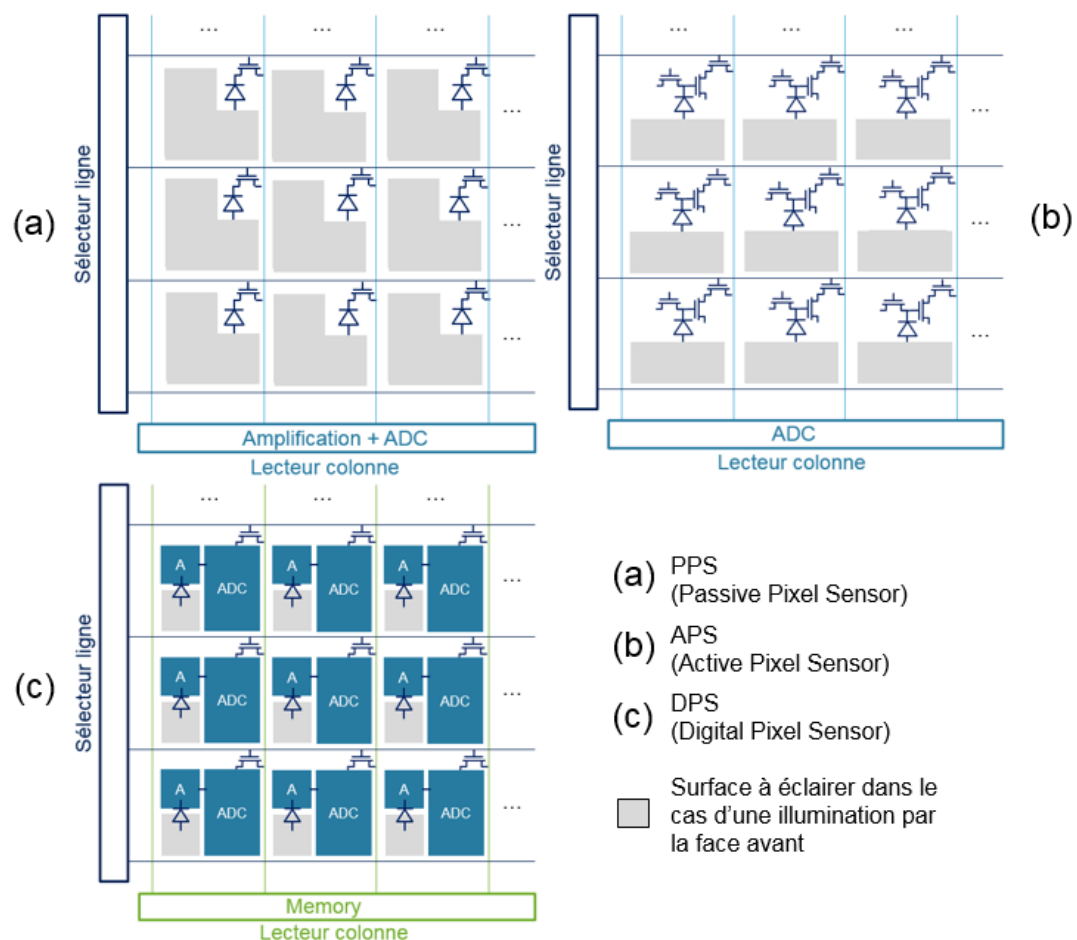 ... ... ...
Sélecteur ligne
...
...
...
(a)
Amplification + ADC
Lecteur colonne
... ... ...
Sélecteur ligne
...
...
...
(b)
ADC
Lecteur colonne
... ... ...
Sélecteur ligne
A ADC A ADC A ADC ...
A ADC A ADC A ADC ...
A ADC A ADC A ADC ...
(c)
Memory
Lecteur colonne
(a) PPS
(Passive Pixel Sensor)
(b) APS
(Active Pixel Sensor)
(c) DPS
(Digital Pixel Sensor)
Surface à éclairer dans le
cas d'une illumination par
la face avant